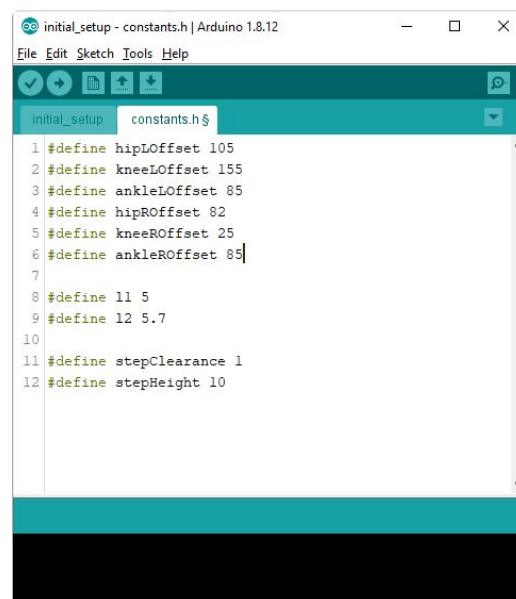 initial_setup - constants.h | Arduino 1.8.12
File Edit Sketch Tools Help
initial_setup constants.h §
1 #define hipLOffset 105
2 #define kneeLOffset 155
3 #define ankleLOffset 85
4 #define hipROffset 82
5 #define kneeROffset 25
6 #define ankleROffset 85
7
8 #define l1 5
9 #define l2 5.7
10
11 #define stepClearance 1
12 #define stepHeight 10